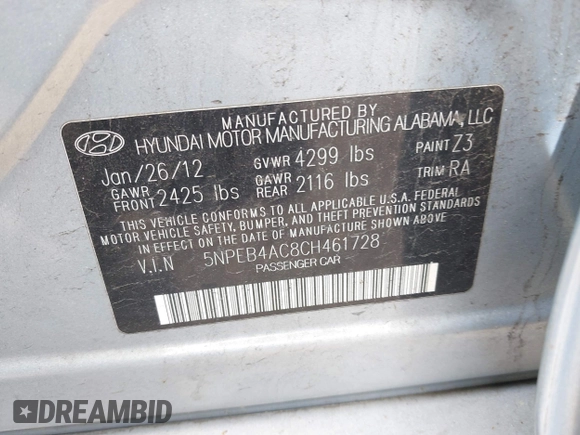 MANUFACTURED BY
HYUNDAI MOTOR MANUFACTURING ALABAMA, LLC
Jan/26/12 GVWR 4299 lbs PAINT Z3
GAWR FRONT 2425 lbs GAWR REAR 2116 lbs TRIM RA
THIS VEHICLE CONFORMS TO ALL APPLICABLE U.S.A. FEDERAL
MOTOR VEHICLE SAFETY, BUMPER, AND THEFT PREVENTION STANDARDS
IN EFFECT ON THE DATE OF MANUFACTURE SHOWN ABOVE
V.I.N 5NPEB4AC8CH461728
PASSENGER CAR
DREAMBID